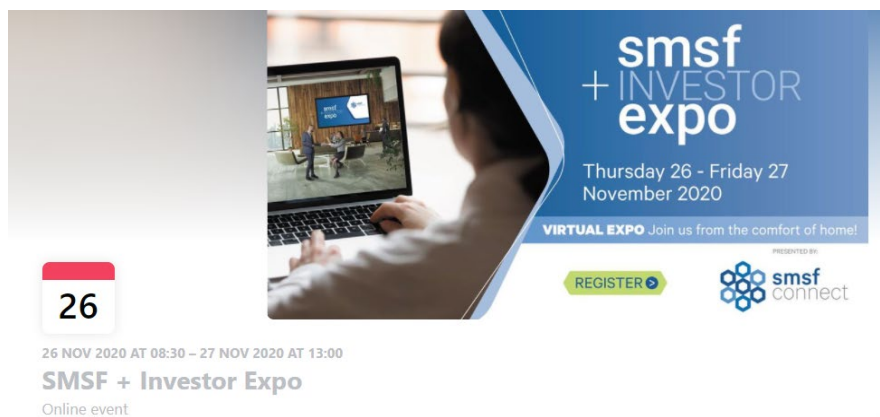 smsf
+ INVESTOR
expo
Thursday 26 - Friday 27
November 2020
VIRTUAL EXPO Join us from the comfort of home!
PRESENTED BY:
REGISTER
smsf
connect
26
26 NOV 2020 AT 08:30 – 27 NOV 2020 AT 13:00
SMSF + Investor Expo
Online event